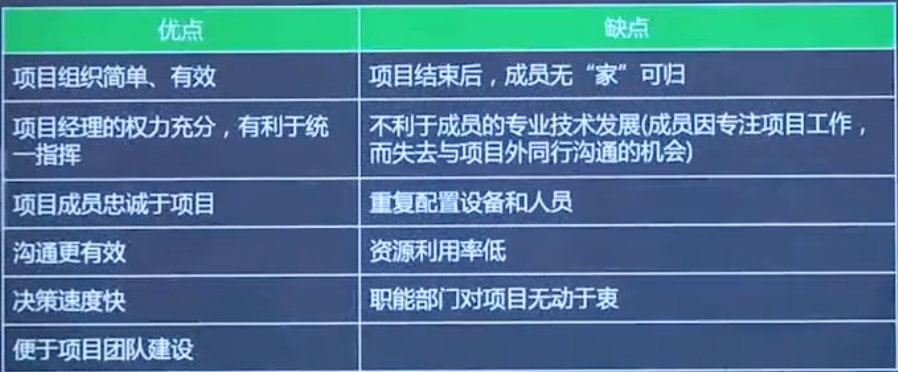 优点
缺点
项目组织简单、有效
项目结束后，成员无“家”可归
项目经理的权力充分，有利于统
一指挥
不利于成员的专业技术发展(成员因专注项目工作，
而失去与项目外同行沟通的机会)
项目成员忠诚于项目
重复配置设备和人员
沟通更有效
资源利用率低
决策速度快
职能部门对项目无动于衷
便于项目团队建设